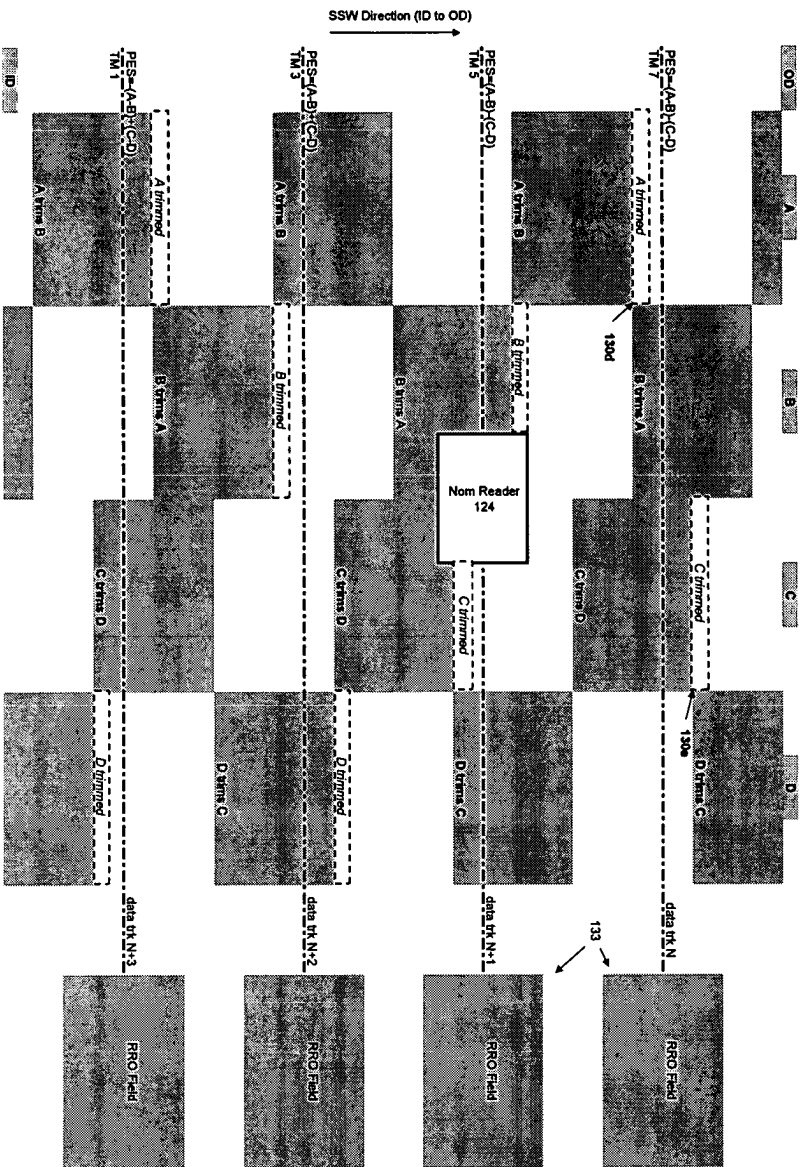 SSW Direction (ID to OD)
ID
PES=(A-B)+(C-D)
TM 1
PES=(A-B)+(C-D)
TM 3
PES=(A-B)-(C-D)
TM 5
PES=(A-B)-(C-D)
TM 7
OD
A trims B
A trimmed
A trims B
A trims B
A trimmed
A
130d
B trims A
B trimmed
B trims A
B trimmed
B trims A
B
Nom Reader
124
C trims D
C trims D
C trimmed
C trims D
C trimmed
C
130e
D trimmed
D trims C
D trimmed
D trims C
D trims C
D
data trk N+3
data trk N+2
data trk N+1
data trk N
133
RRO Field
RRO Field
RRO Field
RRO Field